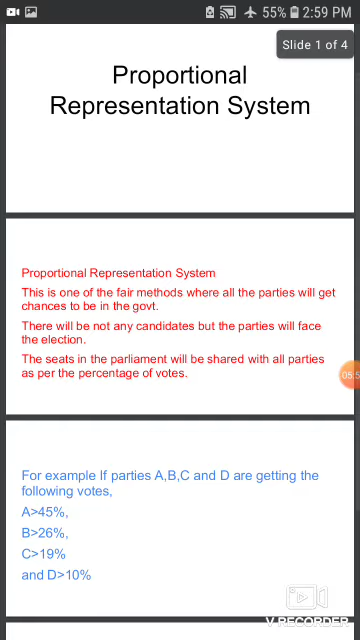 55% 2:59 PM
Slide 1 of 4
Proportional
Representation System
Proportional Representation System
This is one of the fair methods where all the parties will get
chances to be in the govt.
There will be not any candidates but the parties will face
the election.
The seats in the parliament will be shared with all parties
as per the percentage of votes.
05:5
For example If parties A,B,C and D are getting the
following votes,
A>45%,
B>26%,
C>19%
and D>10%
V RECORDER